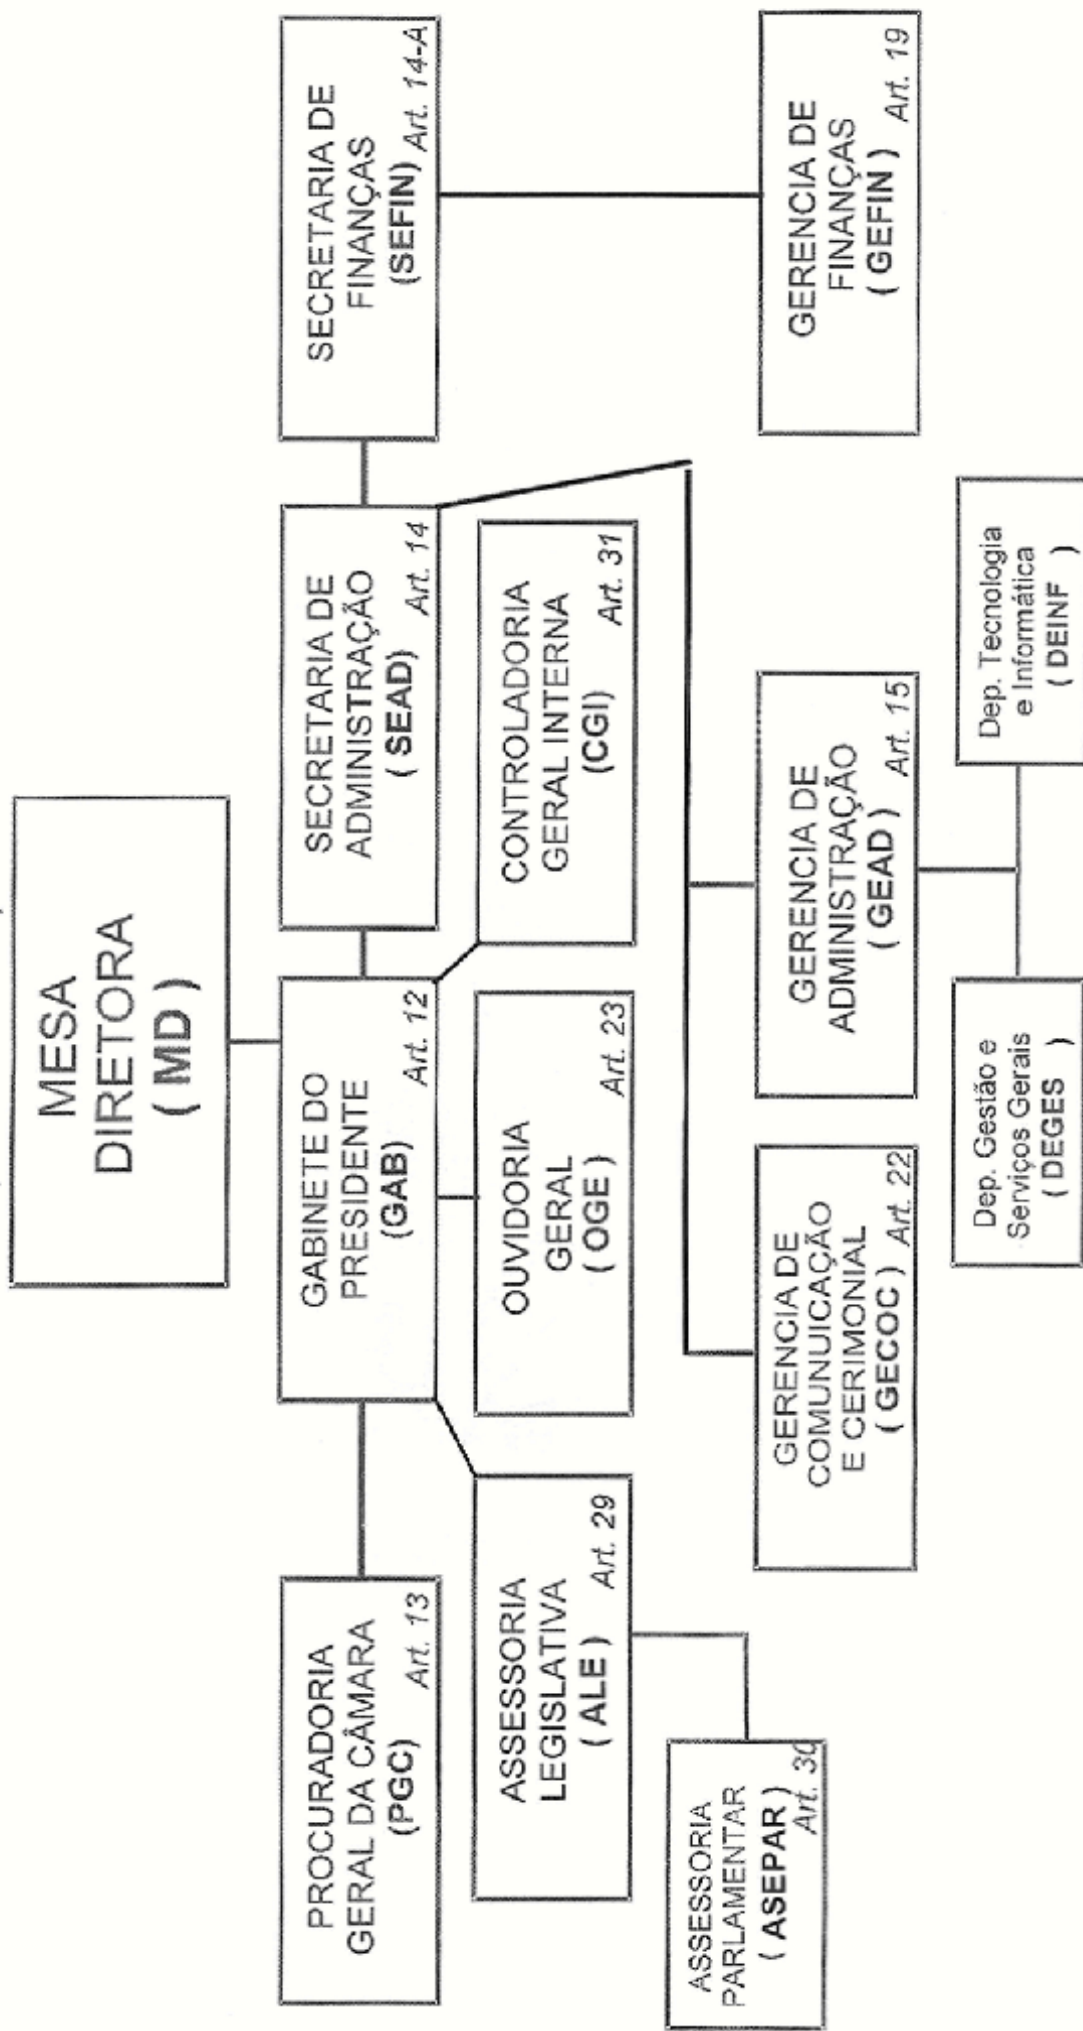 MESA
DIRETORA
( MD )
PROCURADORIA
GERAL DA CÂMARA
(PGC)
Art. 13
GABINETE DO
PRESIDENTE
(GAB)
Art. 12
SECRETARIA DE
ADMINISTRAÇÃO
( SEAD)
Art. 14
SECRETARIA DE
FINANÇAS
(SEFIN)
Art. 14-A
ASSESSORIA
LEGISLATIVA
( ALE )
Art. 29
OUVIDORIA
GERAL
( OGE )
Art. 23
CONTROLADORIA
GERAL INTERNA
(CGI)
Art. 31
ASSESSORIA
PARLAMENTAR
( ASEPAR )
Art. 30
GERENCIA DE
COMUNUICAÇÃO
E CERIMONIAL
( GECOC )
Art. 22
GERENCIA DE
ADMINISTRAÇÃO
( GEAD )
Art. 15
GERENCIA DE
FINANÇAS
( GEFIN )
Art. 19
Dep. Gestão e
Serviços Gerais
( DEGES )
Dep. Tecnologia
e Informática
( DEINF )